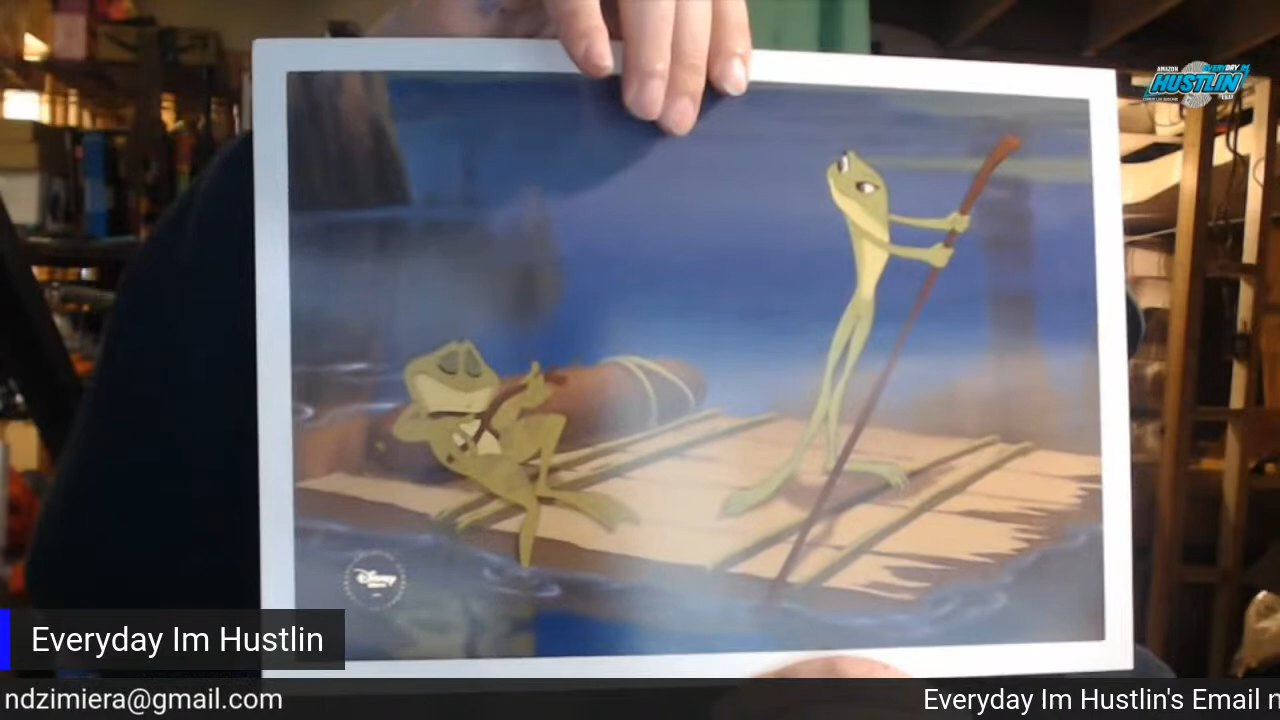 AMAZON
EVERYDAY IM
HUSTLIN
Disney
Everyday Im Hustlin
ndzimiera@gmail.com
Everyday Im Hustlin's Email